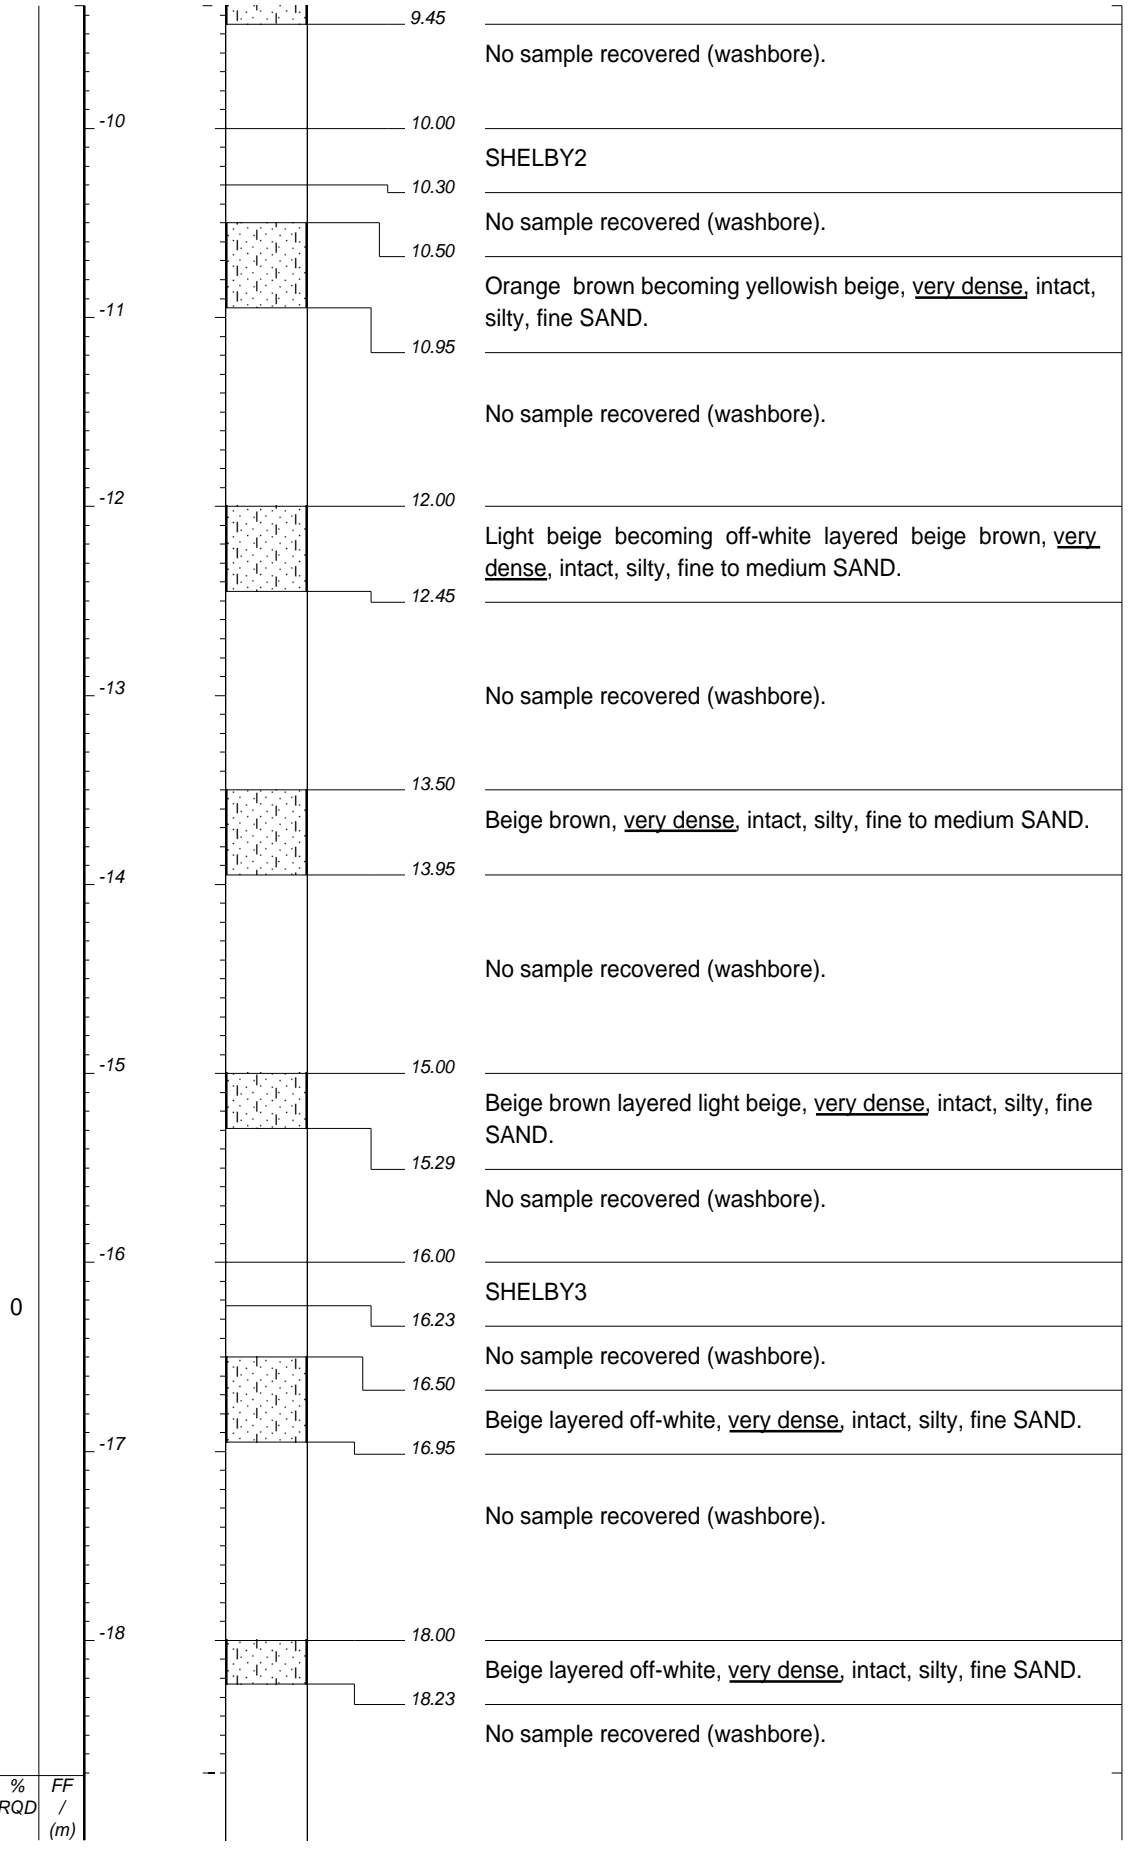 9.45
No sample recovered (washbore).
-10
10.00
SHELBY2
10.30
No sample recovered (washbore).
10.50
Orange brown becoming yellowish beige, very dense, intact,
silty, fine SAND.
-11
10.95
No sample recovered (washbore).
-12
12.00
Light beige becoming off-white layered beige brown, very
dense, intact, silty, fine to medium SAND.
12.45
-13
No sample recovered (washbore).
13.50
Beige brown, very dense, intact, silty, fine to medium SAND.
13.95
-14
No sample recovered (washbore).
-15
15.00
Beige brown layered light beige, very dense, intact, silty, fine
SAND.
15.29
No sample recovered (washbore).
-16
16.00
SHELBY3
0
16.23
No sample recovered (washbore).
16.50
Beige layered off-white, very dense, intact, silty, fine SAND.
-17
16.95
No sample recovered (washbore).
-18
18.00
Beige layered off-white, very dense, intact, silty, fine SAND.
18.23
No sample recovered (washbore).
% FF
RQD /
(m)